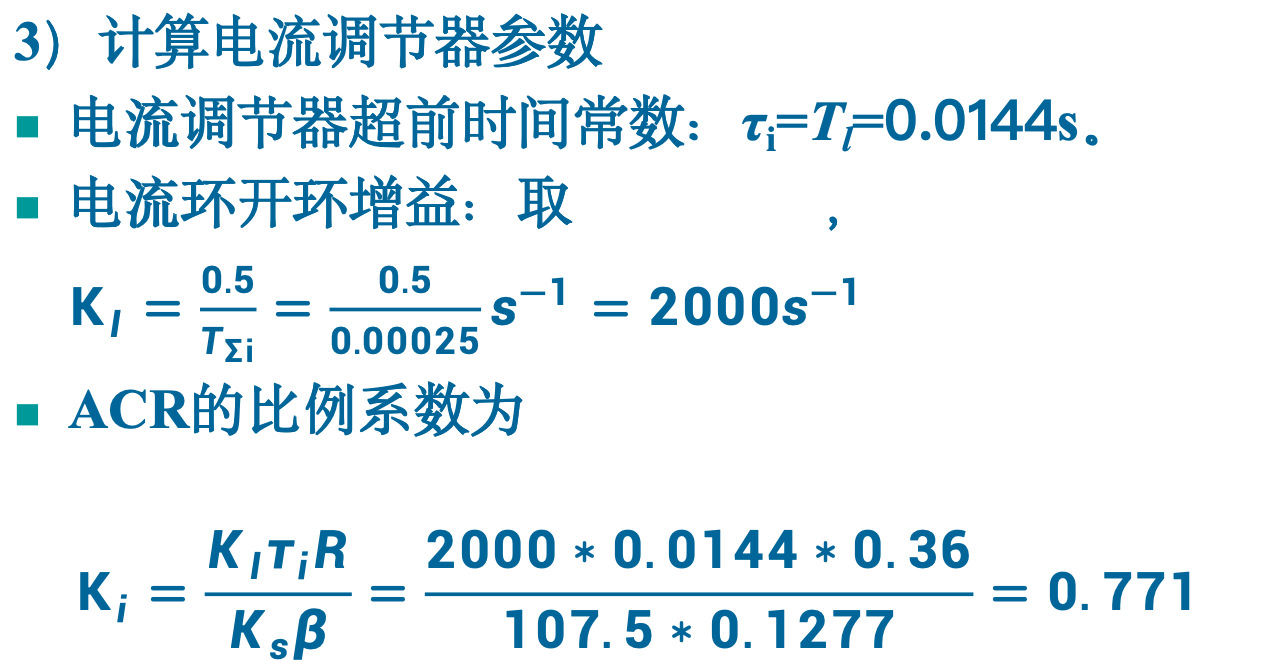 3） 计算电流调节器参数
■ 电流调节器超前时间常数：τi=Tl=0.0144s。
■ 电流环开环增益：取 ，
KI = 0.5/TΣi = 0.5/0.00025 s⁻¹ = 2000s⁻¹
■ ACR的比例系数为
Ki = KIτiR/Ksβ = 2000 * 0.0144 * 0.36/107.5 * 0.1277 = 0.771